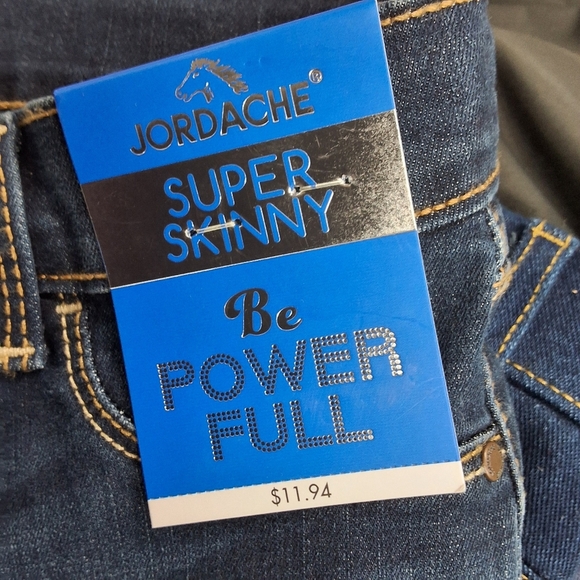 JORDACHE®
SUPER
SKINNY
Be
POWER
FULL
$11.94